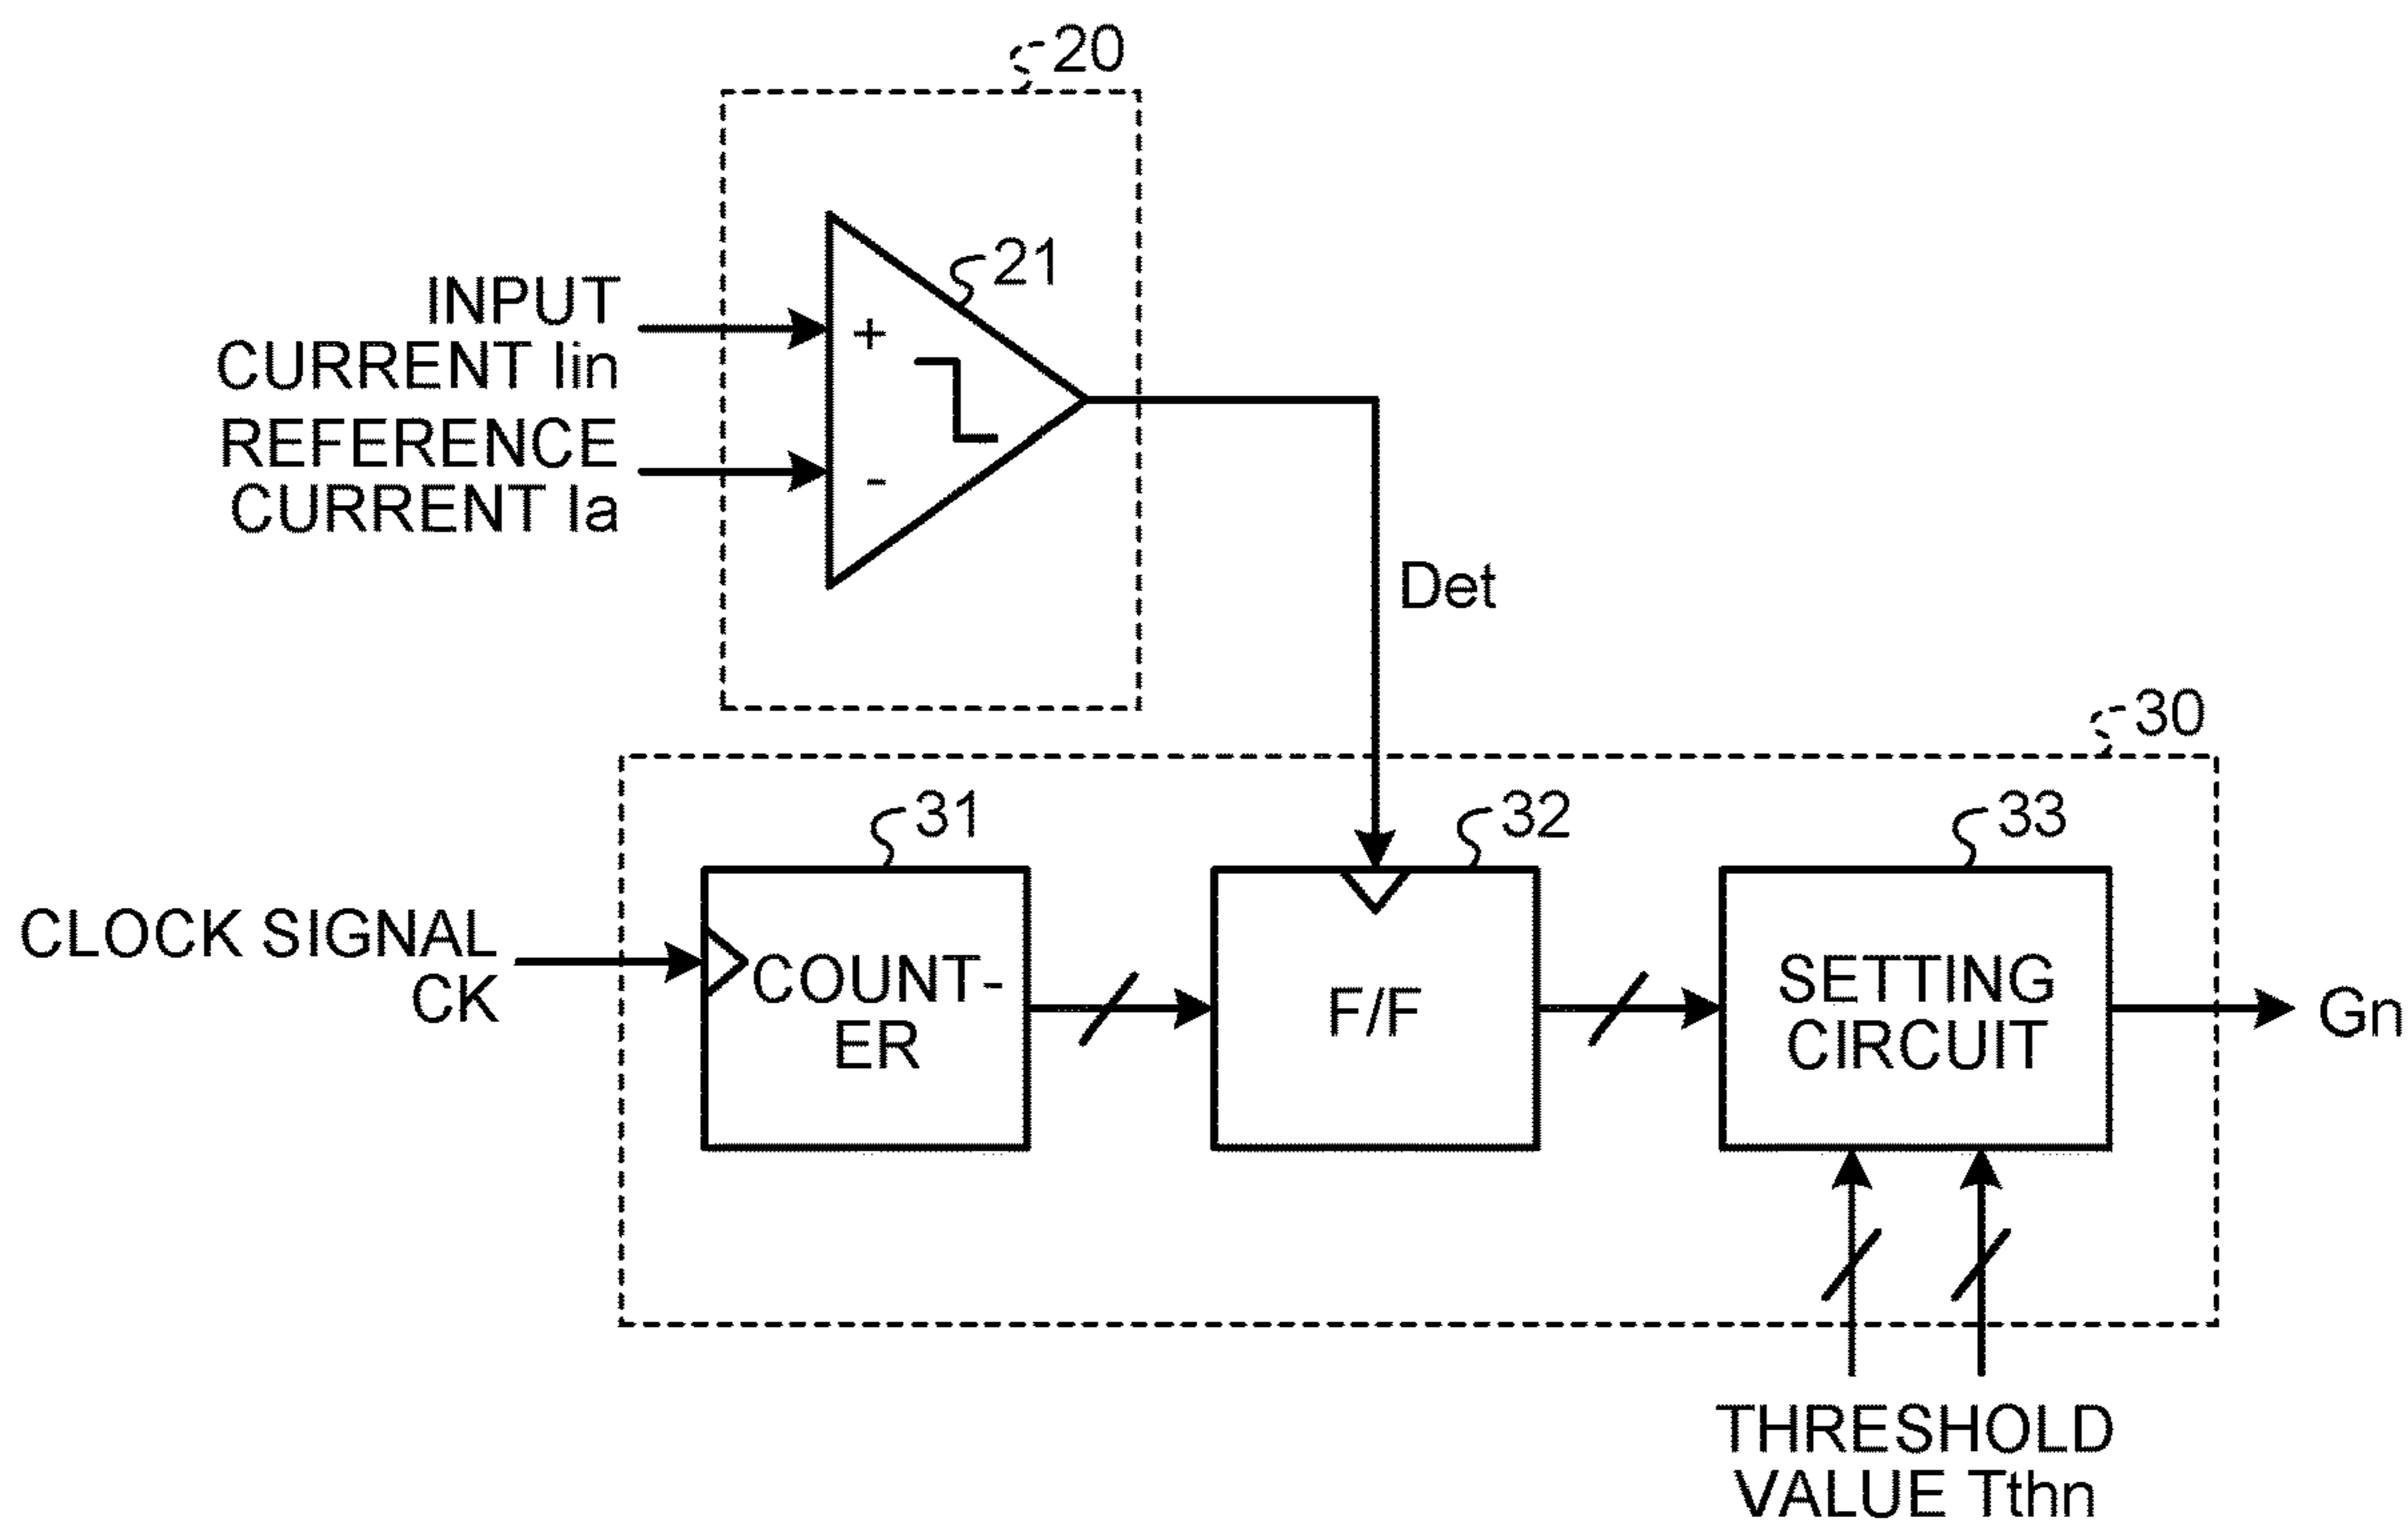 20
21
INPUT
CURRENT Iin
+
REFERENCE
CURRENT Ia
-
Det
30
31
32
33
CLOCK SIGNAL
CK
COUNT-
ER
F/F
SETTING
CIRCUIT
Gn
THRESHOLD
VALUE Tthn